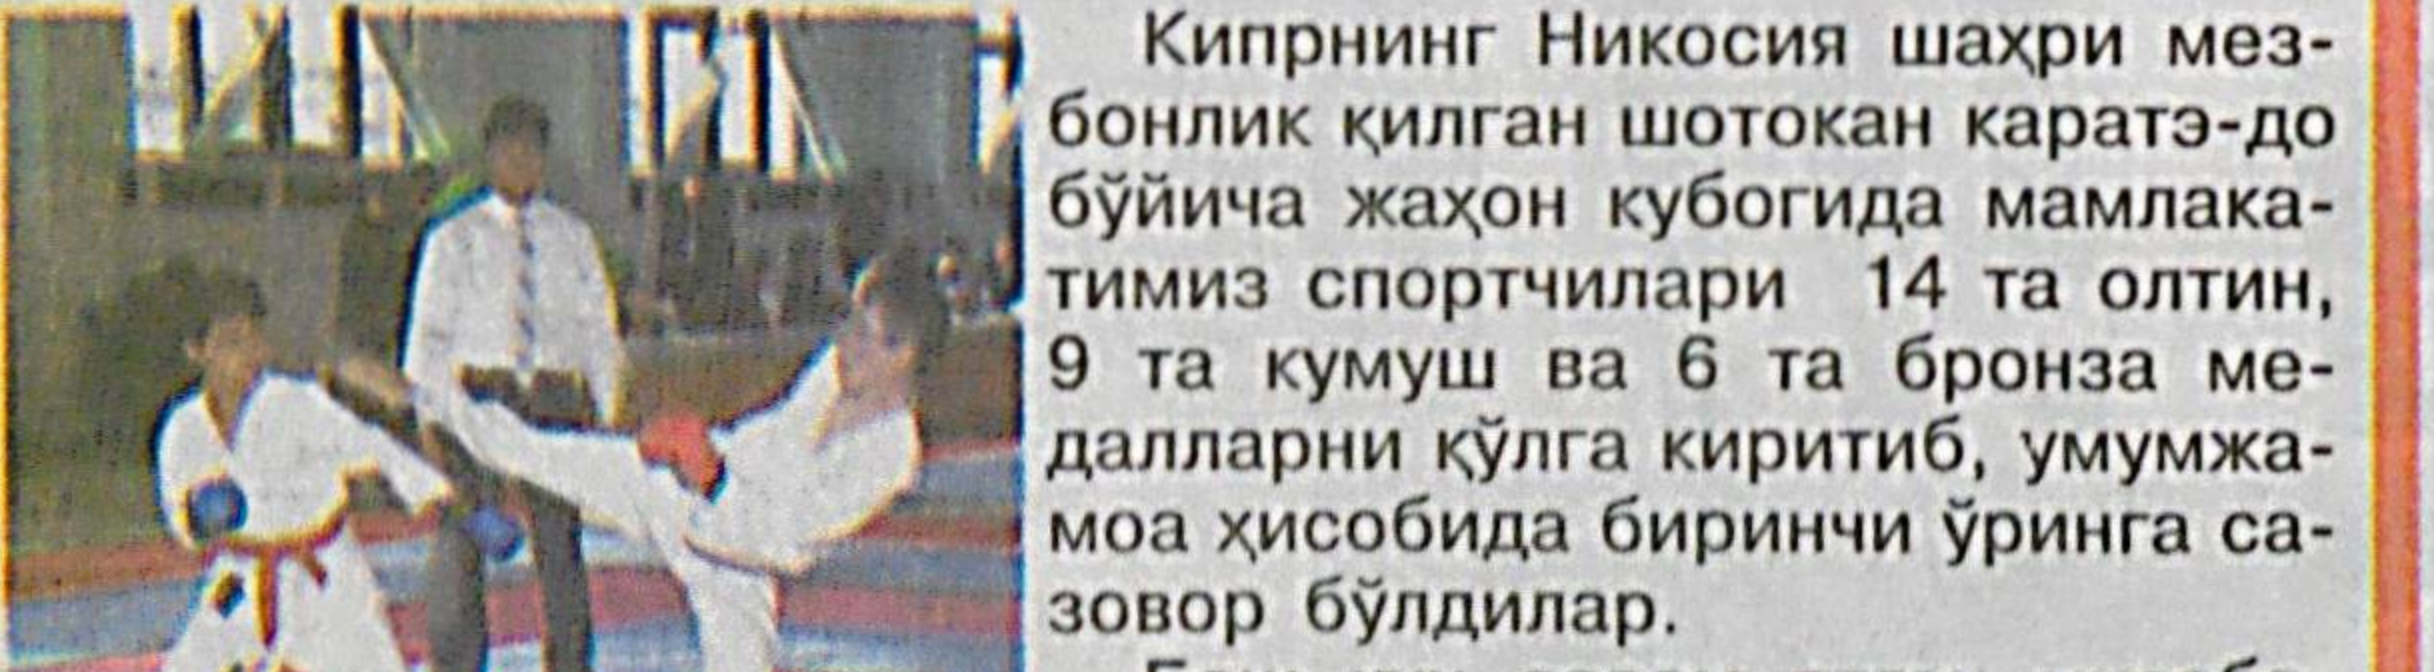 Кипрнинг Никосия шаҳри мез-
бонлик қилган шотокан каратэ-до
бўйича жаҳон кубогида мамлака-
тимиз спортчилари 14 та олтин,
9 та кумуш ва 6 та бронза ме-
далларни қўлга киритиб, умумжа-
моа ҳисобида биринчи ўринга са-
зовор бўлдилар.